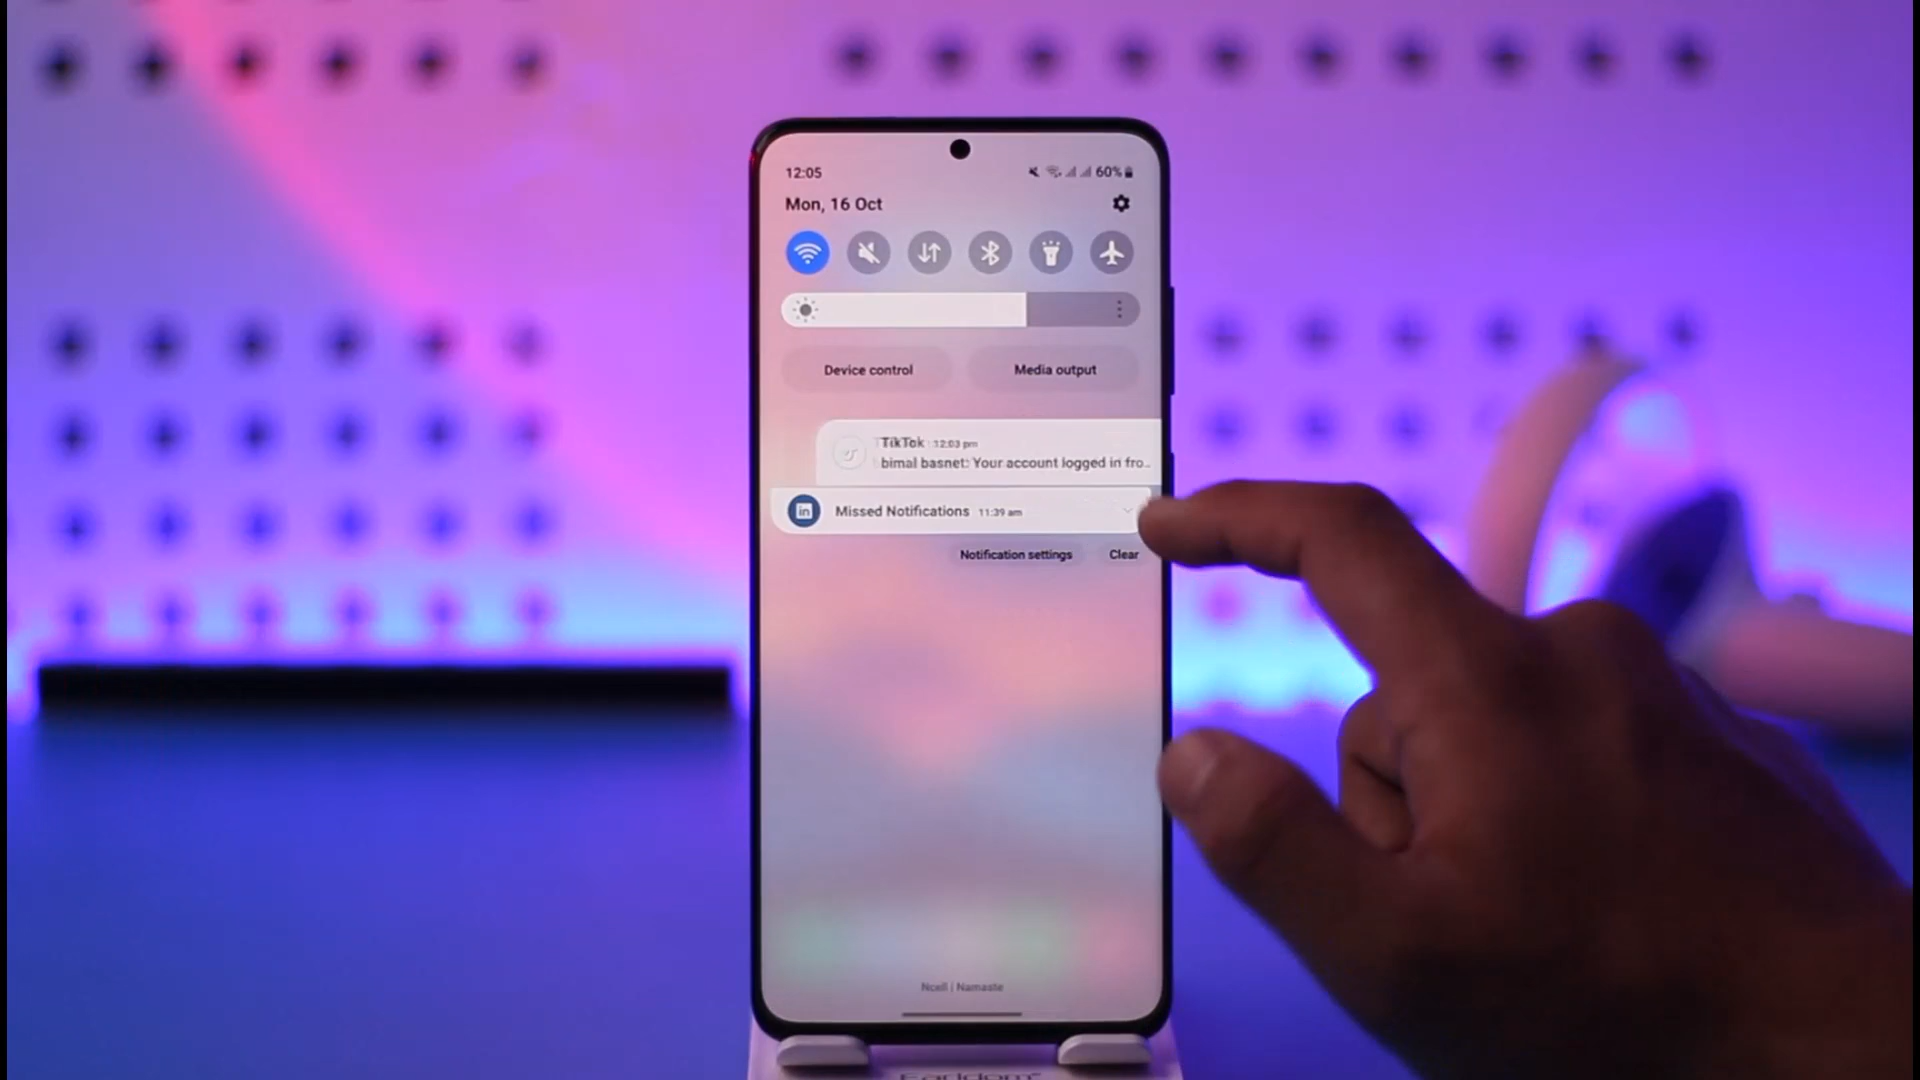 12:05 60%
Mon, 16 Oct
Device control Media output
TikTok 12:03 pm
bimal basnet: Your account logged in fro..
in Missed Notifications 11:39 am
Notification settings Clear
Ncell | Namaste